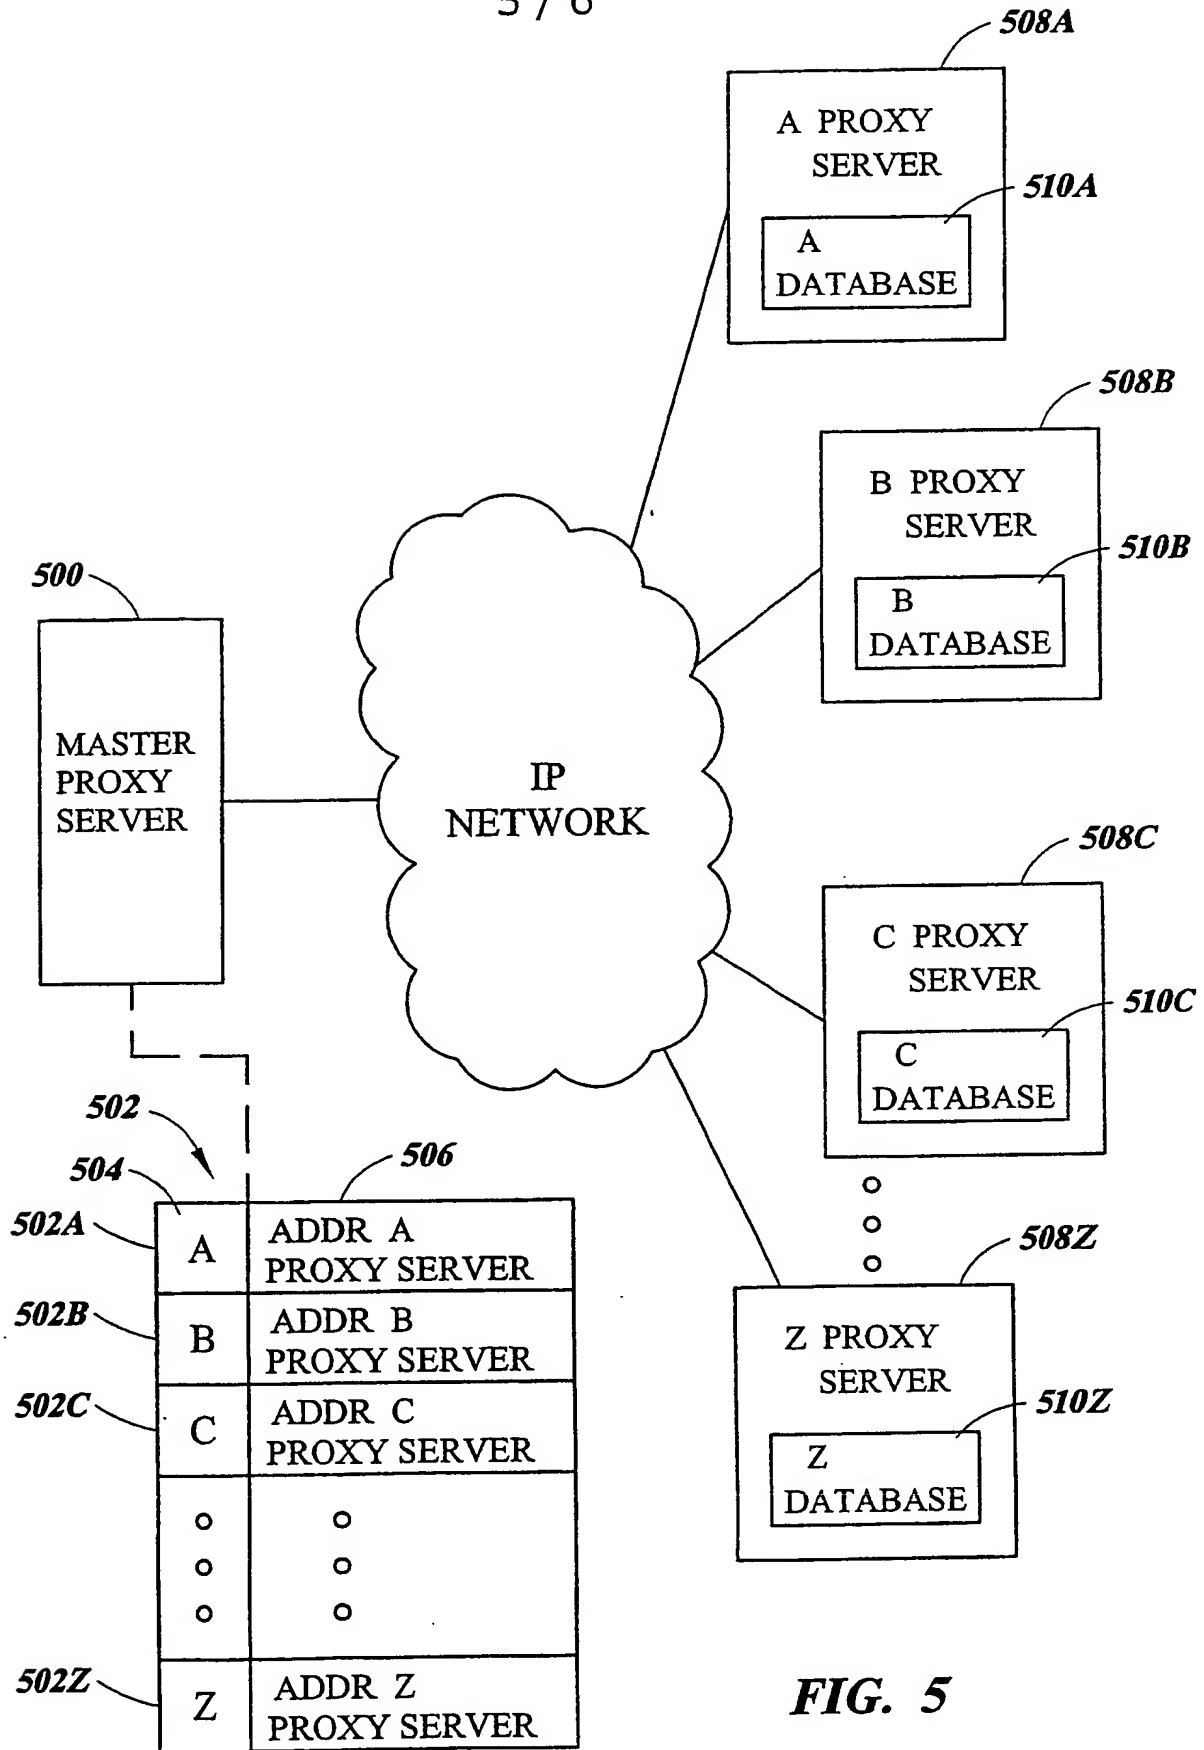 5/6
508A
A PROXY
SERVER
510A
A
DATABASE
508B
B PROXY
SERVER
510B
B
DATABASE
500
MASTER
PROXY
SERVER
IP
NETWORK
508C
C PROXY
SERVER
510C
C
DATABASE
502
504
506
502A
A
ADDR A
PROXY SERVER
502B
B
ADDR B
PROXY SERVER
502C
C
ADDR C
PROXY SERVER
502Z
Z
ADDR Z
PROXY SERVER
508Z
Z PROXY
SERVER
510Z
Z
DATABASE
FIG. 5